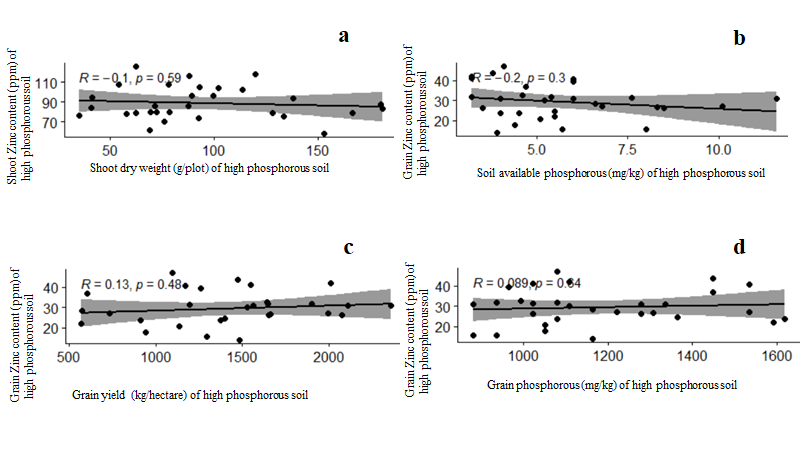 a
Shoot Zinc content (ppm) of
high phosphorous soil
110
90
70
R = −0.1, p = 0.59
50
100
150
Shoot dry weight (g/plot) of high phosphorous soil
b
Grain Zinc content (ppm) of
high phosphorous soil
40
30
20
R = −0.2, p = 0.3
5.0
7.5
10.0
Soil available phosphorous (mg/kg) of high phosphorous soil
c
Grain Zinc content (ppm) of
high phosphorous soil
40
30
20
R = 0.13, p = 0.48
500
1000
1500
2000
Grain yield (kg/hectare) of high phosphorous soil
d
Grain Zinc content (ppm) of
high phosphorous soil
40
30
20
R = 0.089, p = 0.64
1000
1200
1400
1600
Grain phosphorous (mg/kg) of high phosphorous soil